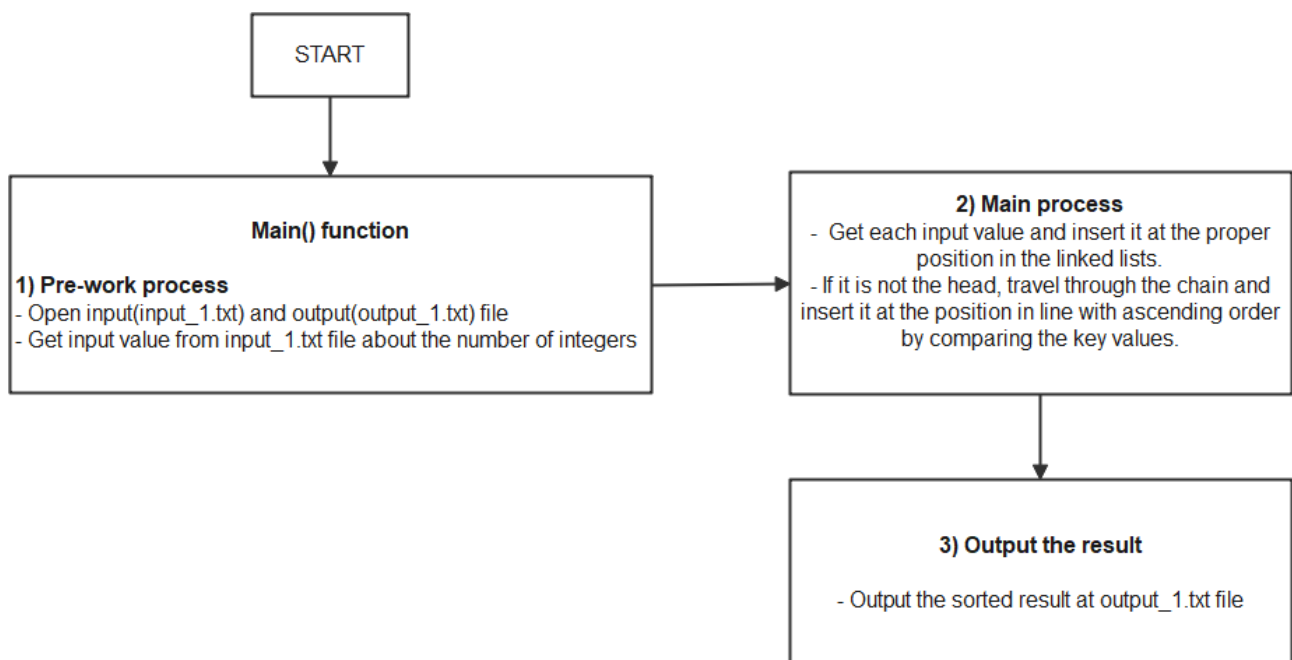 START
Main() function
1) Pre-work process
- Open input(input_1.txt) and output(output_1.txt) file
- Get input value from input_1.txt file about the number of integers
2) Main process
- Get each input value and insert it at the proper
position in the linked lists.
- If it is not the head, travel through the chain and
insert it at the position in line with ascending order
by comparing the key values.
3) Output the result
- Output the sorted result at output_1.txt file